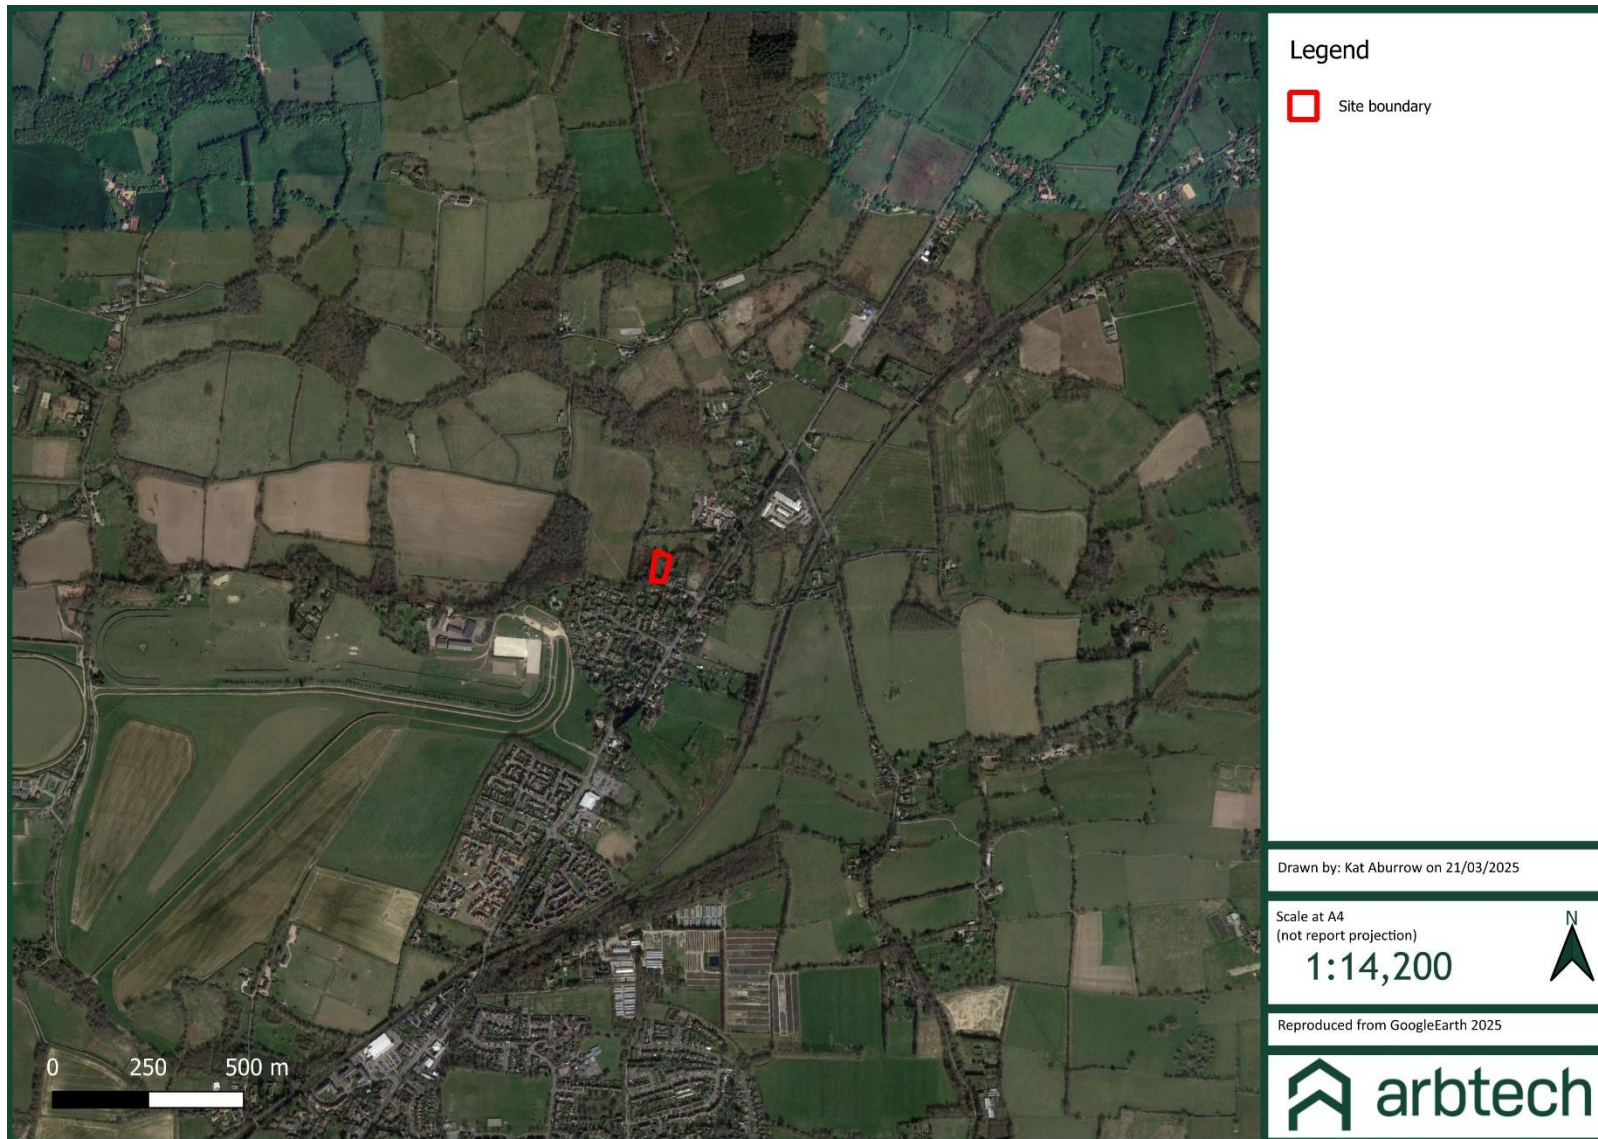 Legend
Site boundary
Drawn by: Kat Aburrow on 21/03/2025
Scale at A4
(not report projection)
1:14,200
N
Reproduced from GoogleEarth 2025
0 250 500 m
arbtech